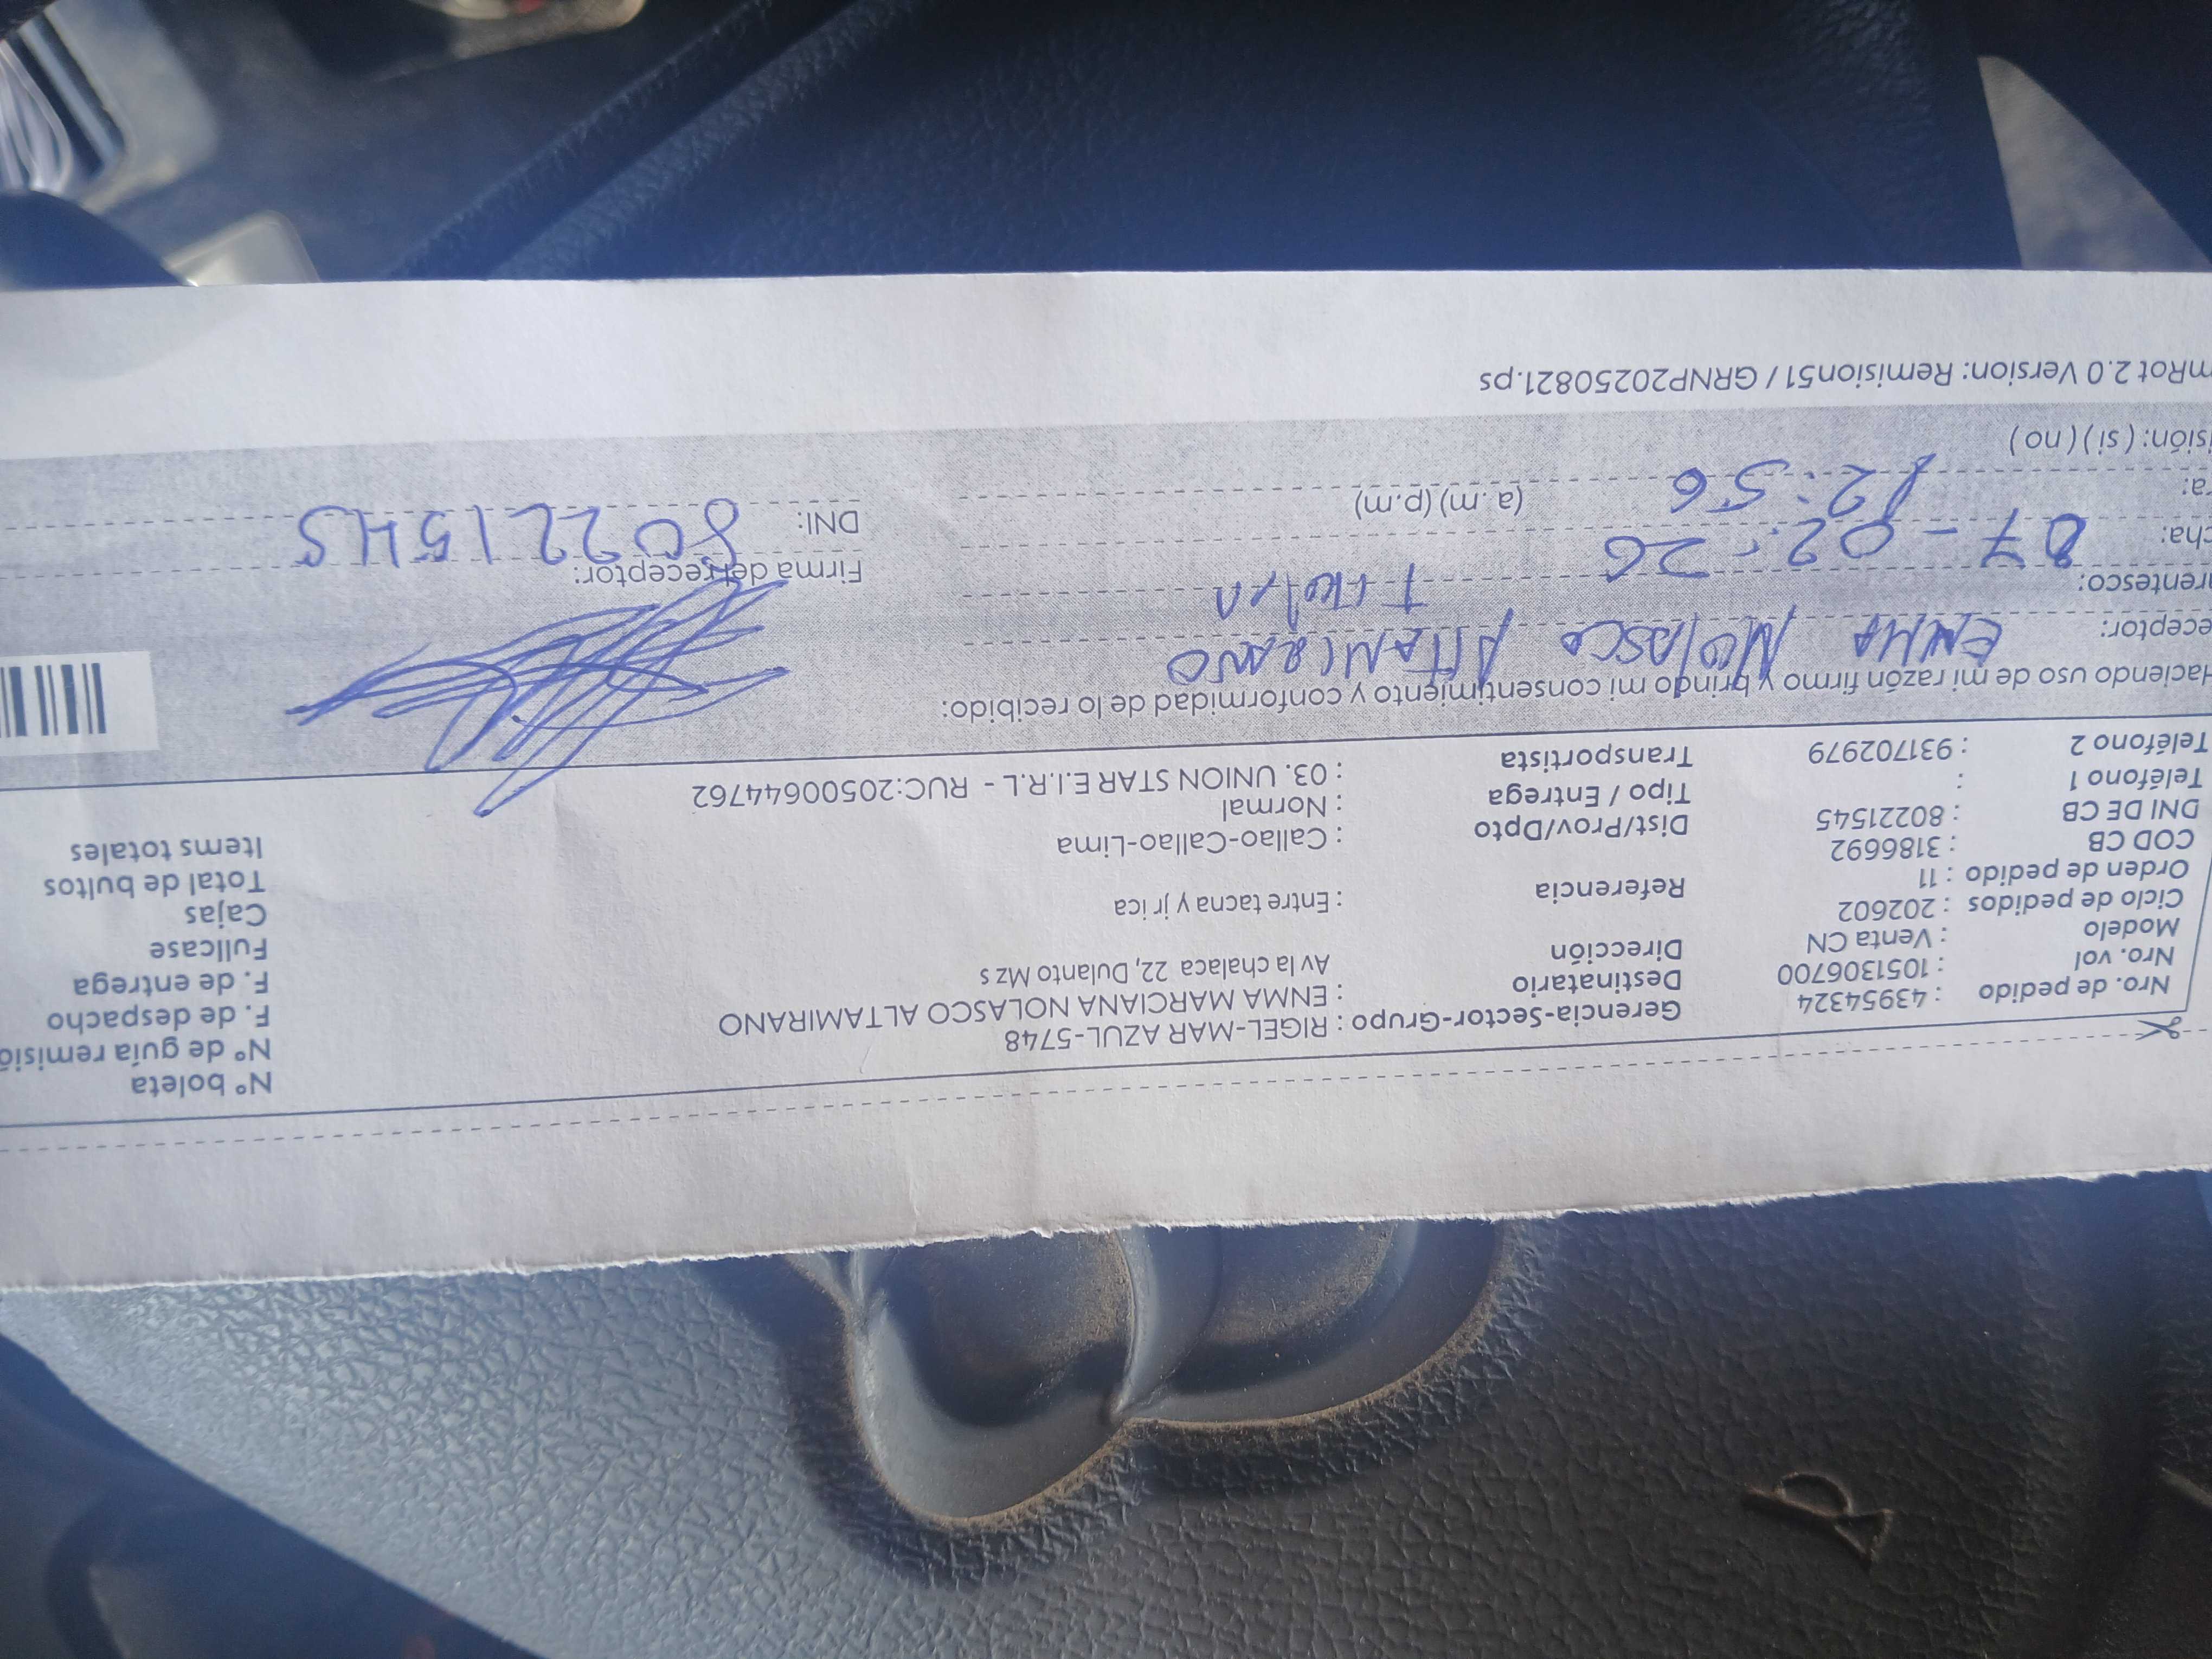 Nº boleta
Nº de guía remisió
F. de despacho
F. de entrega
Fullcase
Cajas
Total de bultos
Items totales
Nro. de pedido : 43954324
Nro. vol : 1051306700
Modelo : Venta CN
Ciclo de pedidos : 202602
Orden de pedido : 11
COD CB : 3186692
DNI DE CB : 80221545
Teléfono 1 :
Teléfono 2 : 931702979
Gerencia-Sector-Grupo : RIGEL-MAR AZUL-5748
Destinatario : ENMA MARCIANA NOLASCO ALTAMIRANO
Dirección Av la chalaca 22, Dulanto Mz s
Referencia : Entre tacna y jr ica
Dist/Prov/Dpto : Callao-Callao-Lima
Tipo / Entrega : Normal
Transportista : 03. UNION STAR E.I.R.L - RUC:20500644762
Haciendo uso de mi razón firmo y brindo mi consentimiento y conformidad de lo recibido:
eceptor: ENMA NOLASCO ALTAMIRANO
rentesco:
cha: 07-02-26
ra: 12:56 (a.m) (p.m)
isión: ( si ) ( no )
Firma del receptor:
DNI: 80221545
mRot 2.0 Version: Remision51 / GRNP20250821.ps